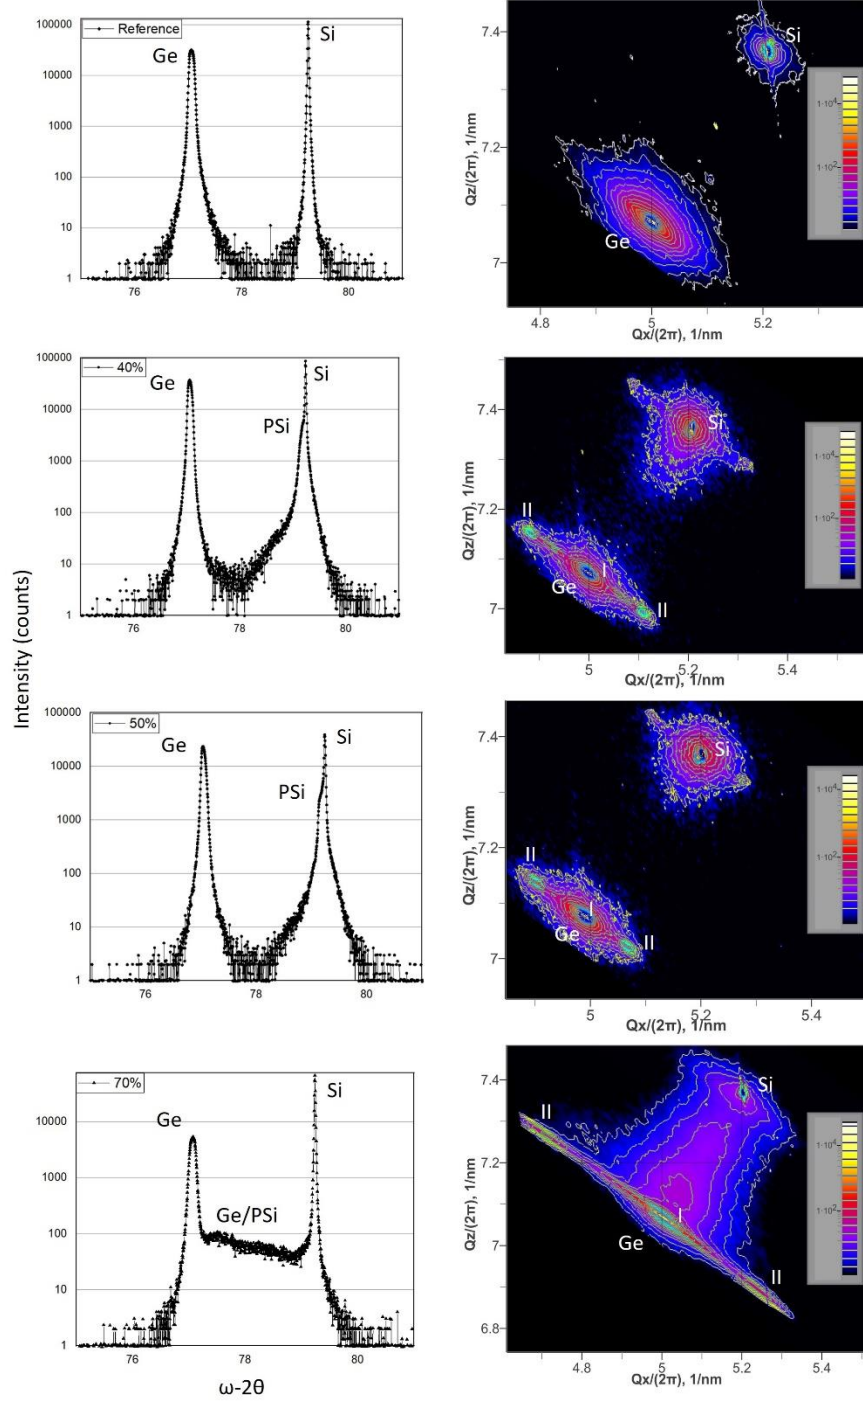 Intensity (counts)
Reference
Ge
Si
100000
10000
1000
100
10
1
76
78
80
7.4
7.2
7
4.8
5
5.2
Qz/(2π), 1/nm
Qx/(2π), 1/nm
Si
Ge
1·10⁴
1·10²
40%
Ge
Si
PSi
100000
10000
1000
100
10
1
76
78
80
7.4
7.2
7
5
5.2
5.4
Qz/(2π), 1/nm
Qx/(2π), 1/nm
Si
II
I
Ge
II
1·10⁴
1·10²
50%
Ge
Si
PSi
100000
10000
1000
100
10
1
76
78
80
7.4
7.2
7
5
5.2
5.4
Qz/(2π), 1/nm
Qx/(2π), 1/nm
Si
II
I
Ge
II
1·10⁴
1·10²
70%
Ge
Si
Ge/PSi
10000
1000
100
10
1
76
78
80
ω-2θ
7.4
7.2
7
6.8
4.8
5
5.2
5.4
Qz/(2π), 1/nm
Qx/(2π), 1/nm
Si
II
I
Ge
II
1·10⁴
1·10²